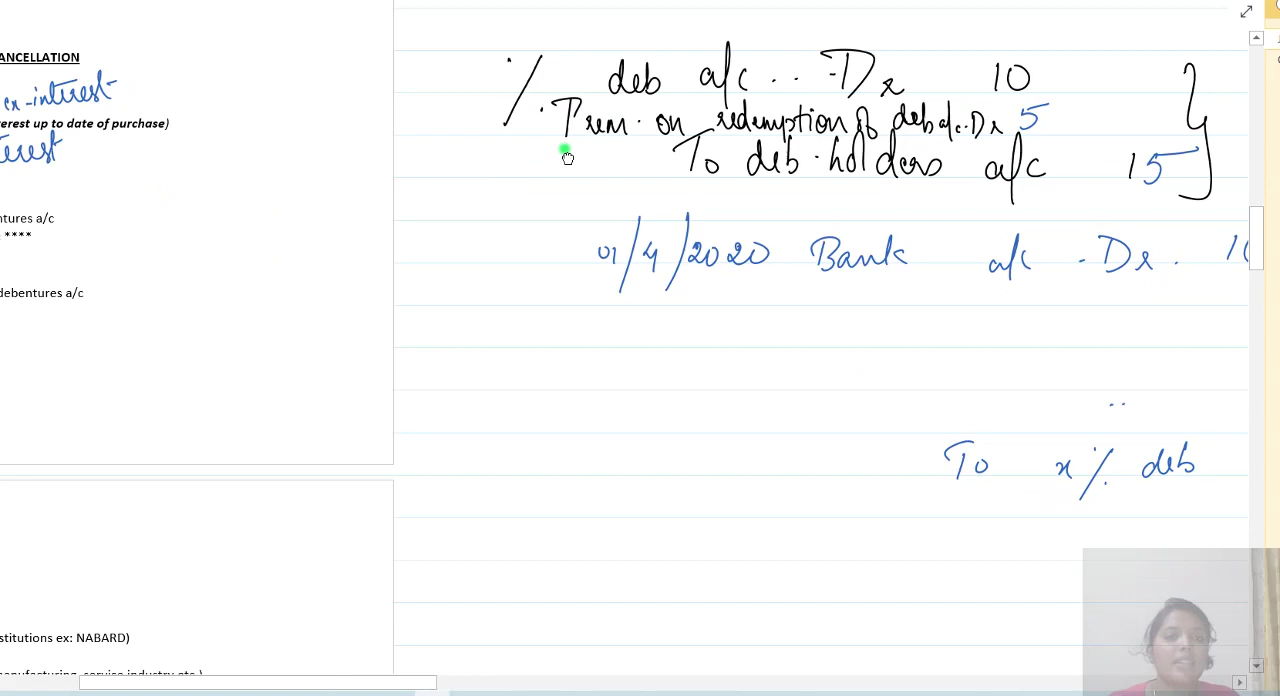 ANCELLATION
ex-interest
terest up to date of purchase)
terest
ntures a/c
****
debentures a/c
stitutions ex: NABARD)
% deb a/c ... Dr 10
Prem. on redemption of deb a/c. Dr 5
To deb. holders a/c 15
01/4/2020 Bank a/c - Dr. 10
To x% deb